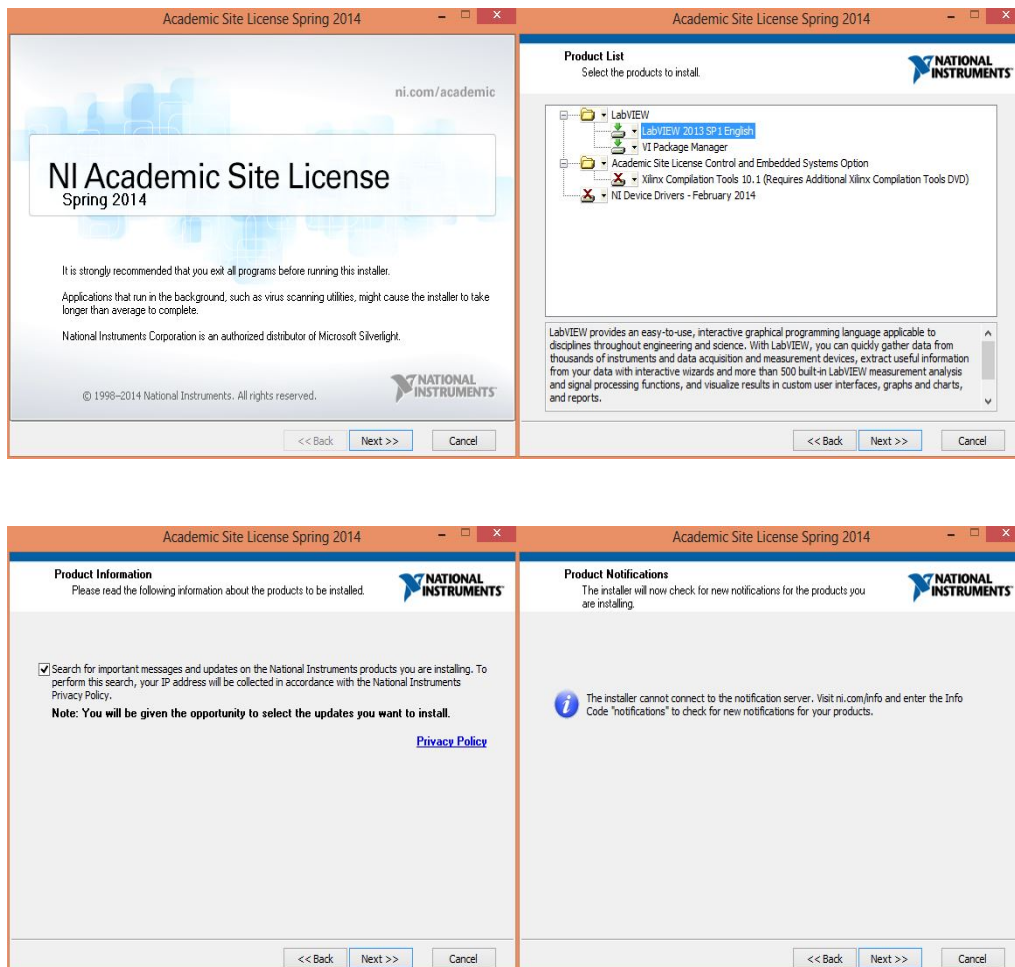 Academic Site License Spring 2014
ni.com/academic
NI Academic Site License
Spring 2014
It is strongly recommended that you exit all programs before running this installer.
Applications that run in the background, such as virus scanning utilities, might cause the installer to take
longer than average to complete.
National Instruments Corporation is an authorized distributor of Microsoft Silverlight.
© 1998–2014 National Instruments. All rights reserved.
NATIONAL
INSTRUMENTS
<< Back Next >> Cancel
Academic Site License Spring 2014
Product List
Select the products to install.
NATIONAL
INSTRUMENTS™
LabVIEW
LabVIEW 2013 SP1 English
VI Package Manager
Academic Site License Control and Embedded Systems Option
Xilinx Compilation Tools 10.1 (Requires Additional Xilinx Compilation Tools DVD)
NI Device Drivers - February 2014
LabVIEW provides an easy-to-use, interactive graphical programming language applicable to
disciplines throughout engineering and science. With LabVIEW, you can quickly gather data from
thousands of instruments and data acquisition and measurement devices, extract useful information
from your data with interactive wizards and more than 500 built-in LabVIEW measurement analysis
and signal processing functions, and visualize results in custom user interfaces, graphs and charts,
and reports.
<< Back Next >> Cancel
Academic Site License Spring 2014
Product Information
Please read the following information about the products to be installed.
NATIONAL
INSTRUMENTS™
Search for important messages and updates on the National Instruments products you are installing. To
perform this search, your IP address will be collected in accordance with the National Instruments
Privacy Policy.
Note: You will be given the opportunity to select the updates you want to install.
Privacy Policy
<< Back Next >> Cancel
Academic Site License Spring 2014
Product Notifications
The installer will now check for new notifications for the products you
are installing.
NATIONAL
INSTRUMENTS™
The installer cannot connect to the notification server. Visit ni.com/info and enter the Info
Code "notifications" to check for new notifications for your products.
<< Back Next >> Cancel